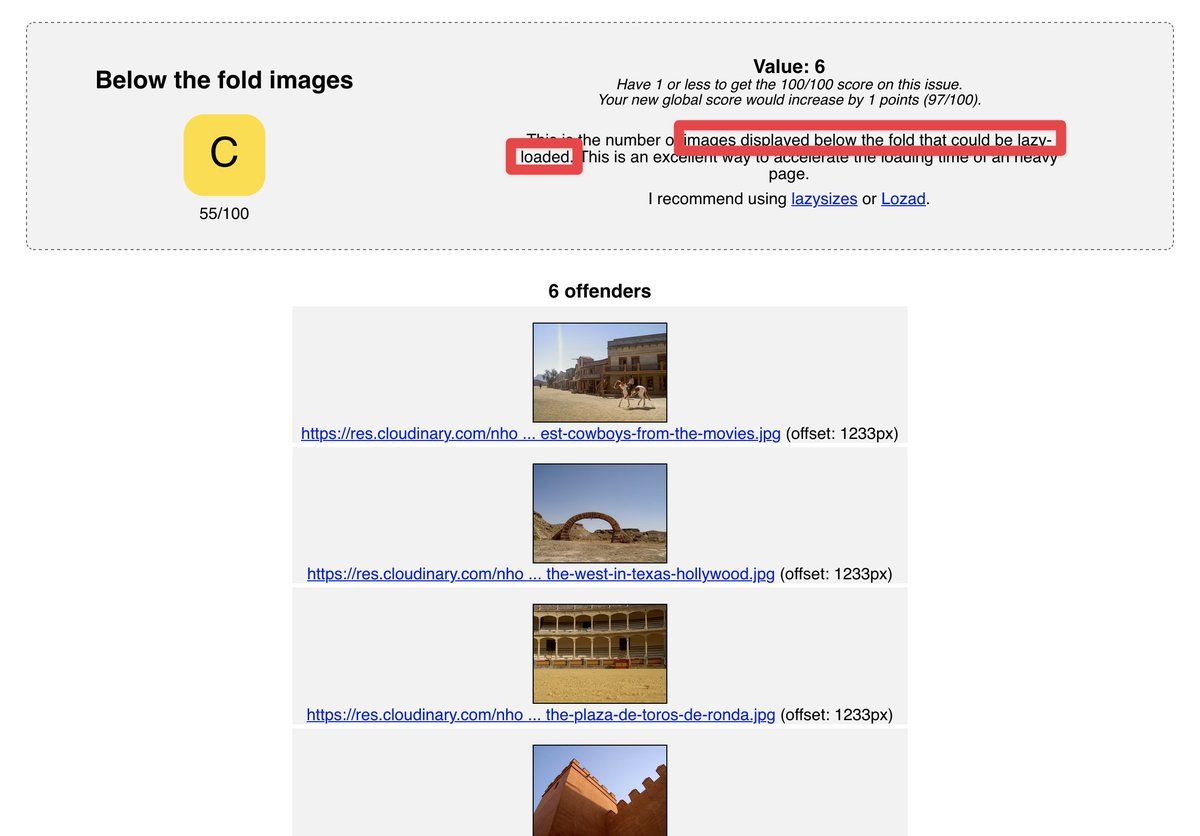 Below the fold images
C
55/100
Value: 6
Have 1 or less to get the 100/100 score on this issue.
Your new global score would increase by 1 points (97/100).
This is the number of images displayed below the fold that could be lazy-
loaded. This is an excellent way to accelerate the loading time of an heavy
page.
I recommend using lazysizes or Lozad.
6 offenders
https://res.cloudinary.com/nho ... est-cowboys-from-the-movies.jpg (offset: 1233px)
https://res.cloudinary.com/nho ... the-west-in-texas-hollywood.jpg (offset: 1233px)
https://res.cloudinary.com/nho ... the-plaza-de-toros-de-ronda.jpg (offset: 1233px)